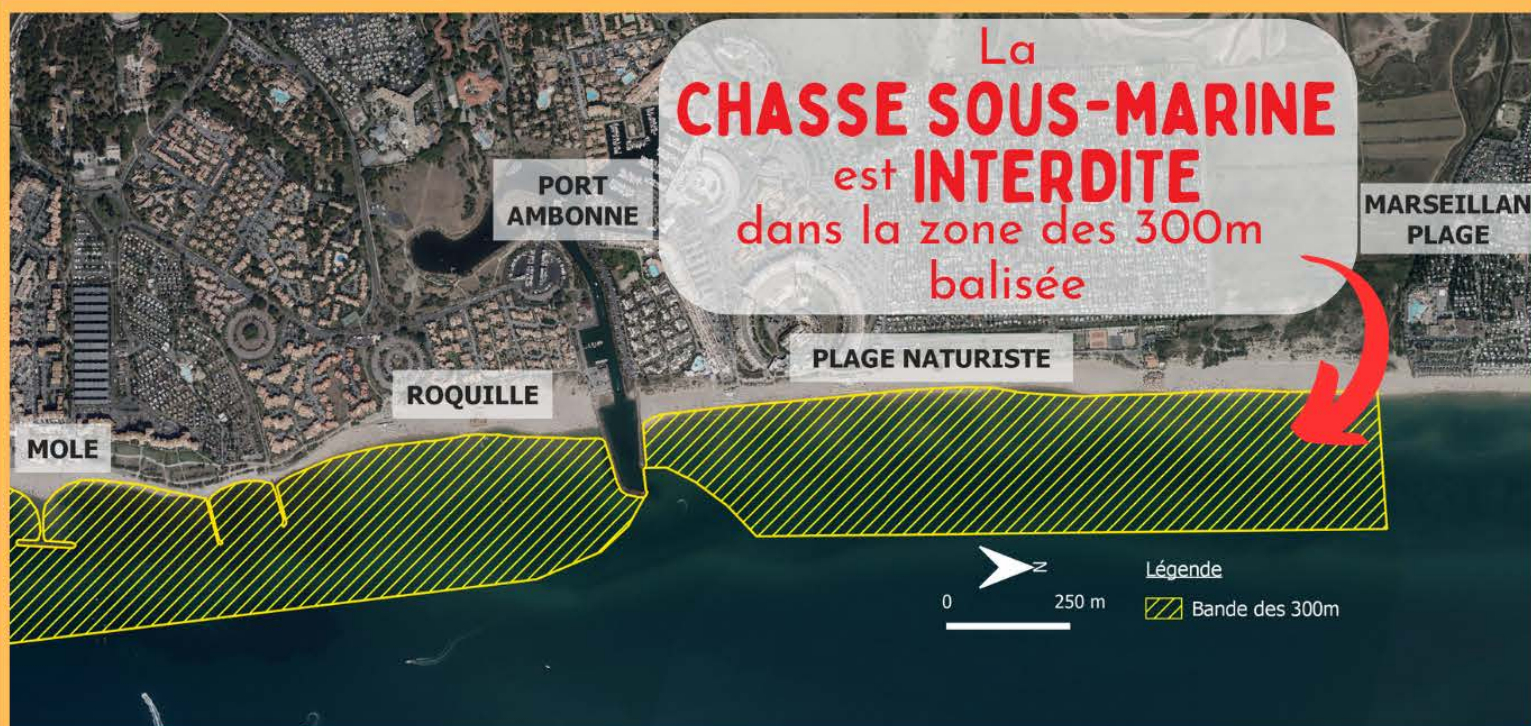 La
CHASSE SOUS-MARINE
est INTERDITE
dans la zone des 300m
balisée
PORT
AMBONNE
MARSEILLAN
PLAGE
PLAGE NATURISTE
ROQUILLE
MOLE
N
Légende
0 250 m
Bande des 300m